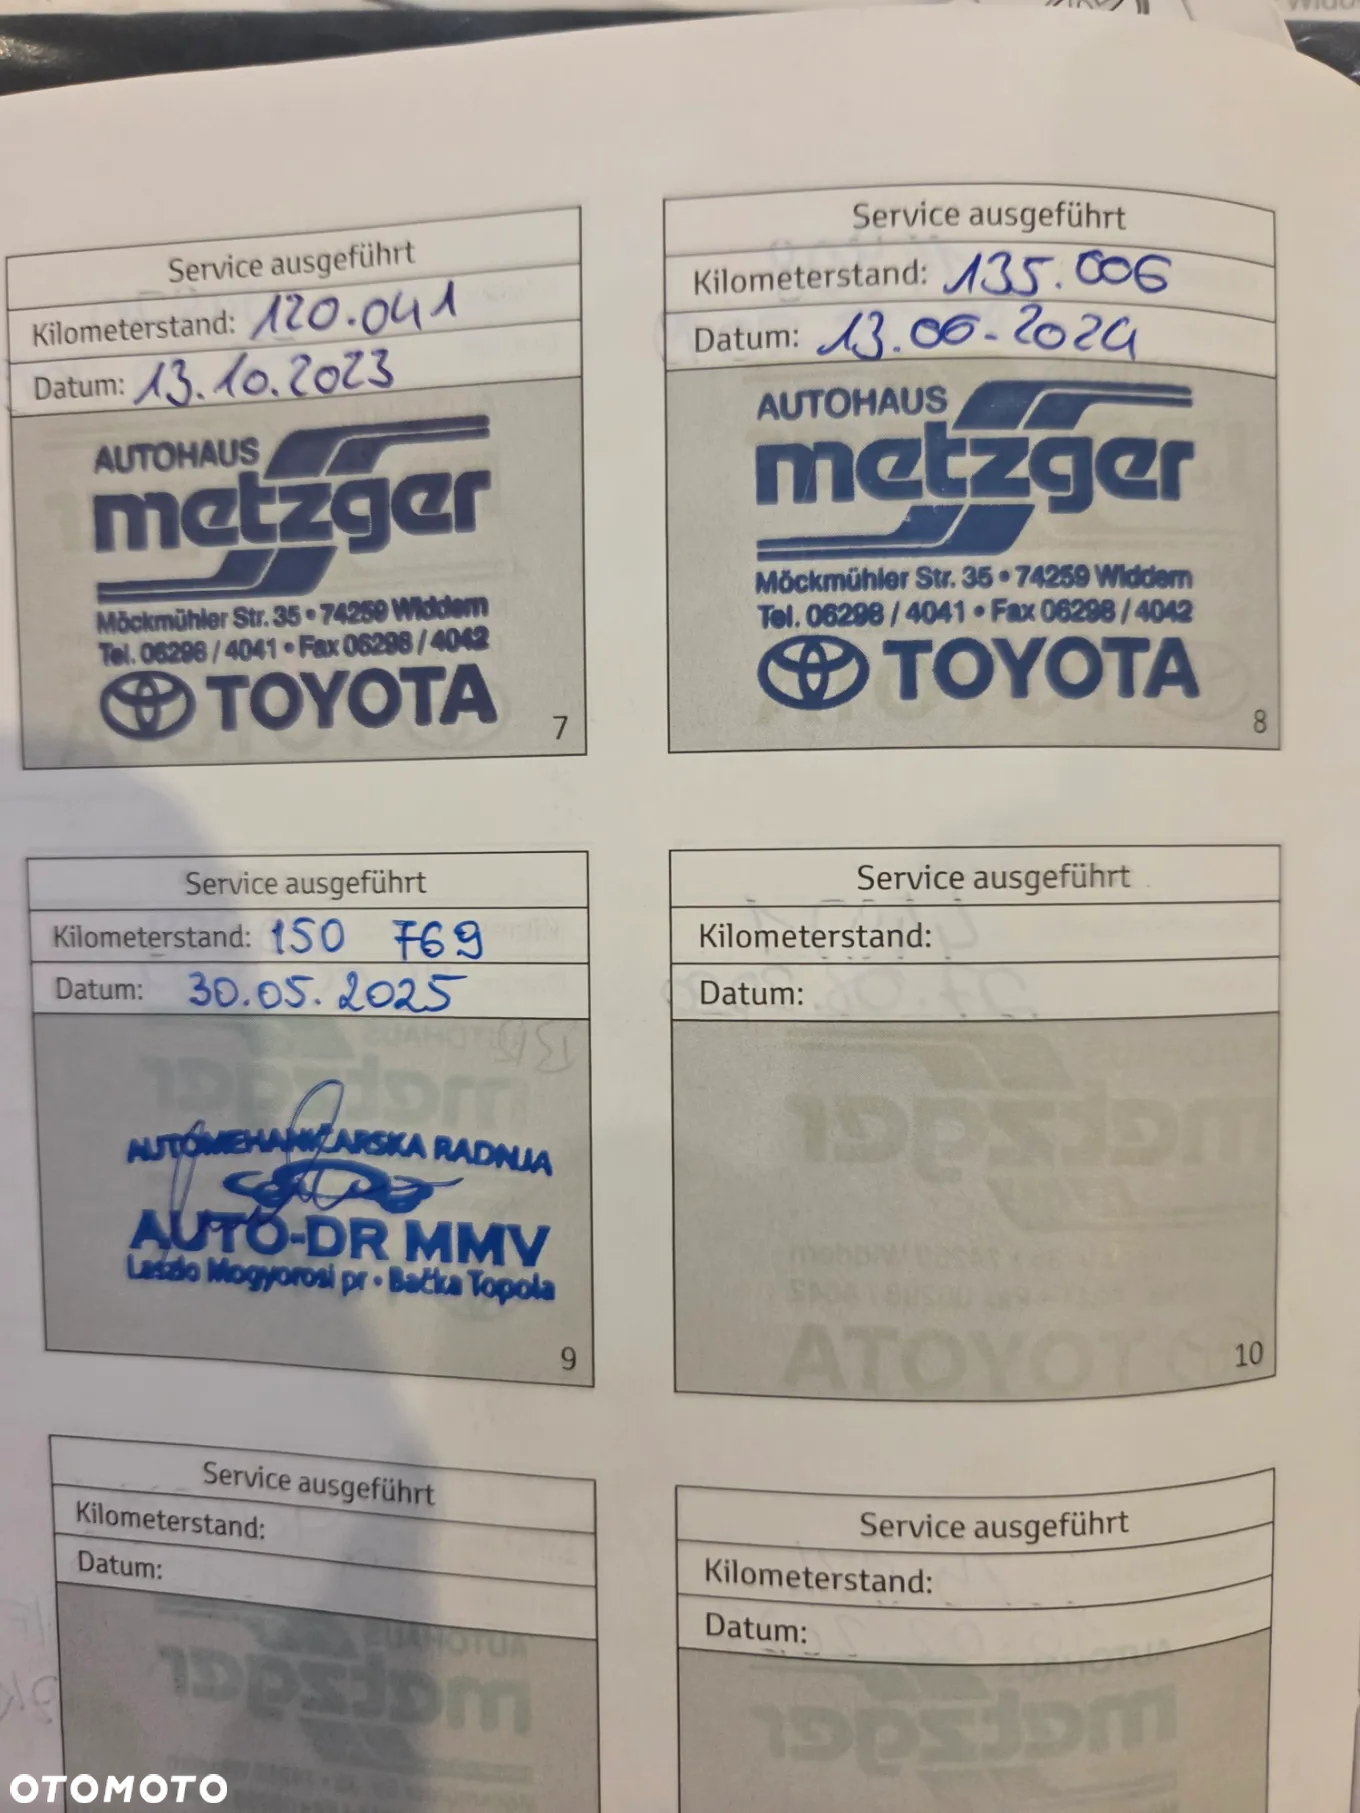 Service ausgeführt
Kilometerstand: 120.041
Datum: 13.10.2023
AUTOHAUS
metzger
Möckmühler Str. 35 • 74259 Widdern
Tel. 06298 / 4041 • Fax 06298 / 4042
TOYOTA
7
Service ausgeführt
Kilometerstand: 135.006
Datum: 13.06.2024
AUTOHAUS
metzger
Möckmühler Str. 35 • 74259 Widdern
Tel. 06298 / 4041 • Fax 06298 / 4042
TOYOTA
8
Service ausgeführt
Kilometerstand: 150 769
Datum: 30.05.2025
AUTOMEHANIČARSKA RADNJA
AUTO-DR MMV
Laszlo Mogyorosi pr • Bačka Topola
9
Service ausgeführt
Kilometerstand:
Datum:
10
Service ausgeführt
Kilometerstand:
Datum:
Service ausgeführt
Kilometerstand:
Datum:
OTOMOTO